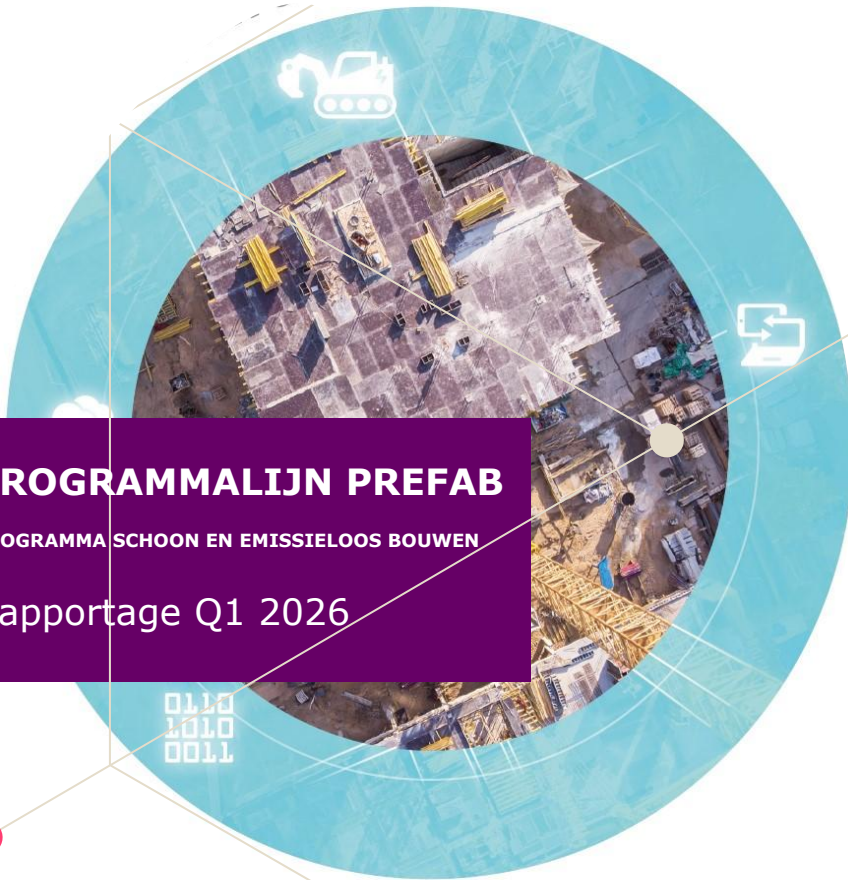 ROGRAMMALIJN PREFAB
OGRAMMA SCHOON EN EMISSIELOOS BOUWEN
apportage Q1 2026
0110
1010
0011